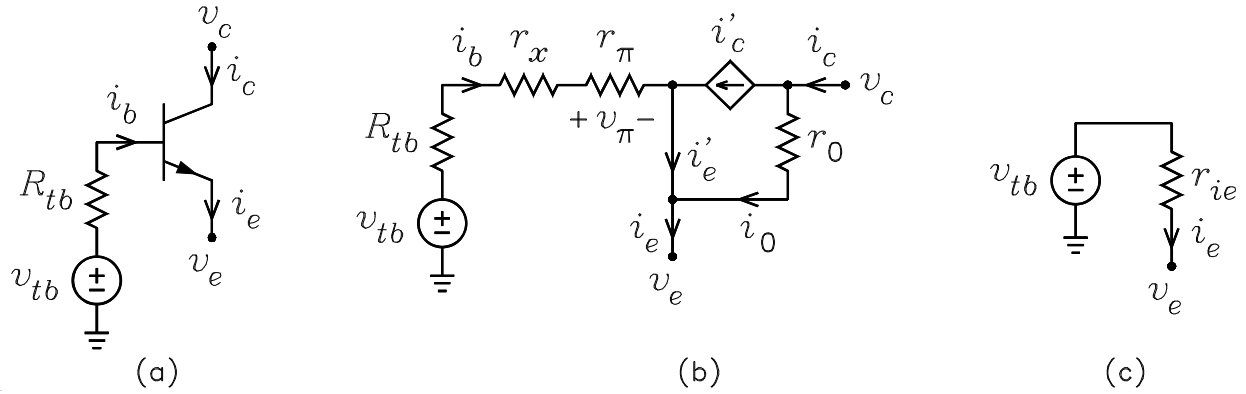 v_c
i_c
i_b
R_tb
v_tb
i_e
v_e
(a)
i_b
r_x
r_π
i'_c
i_c
v_c
+ v_π −
R_tb
i'_e
r_0
v_tb
i_e
i_0
v_e
(b)
v_tb
r_ie
i_e
v_e
(c)